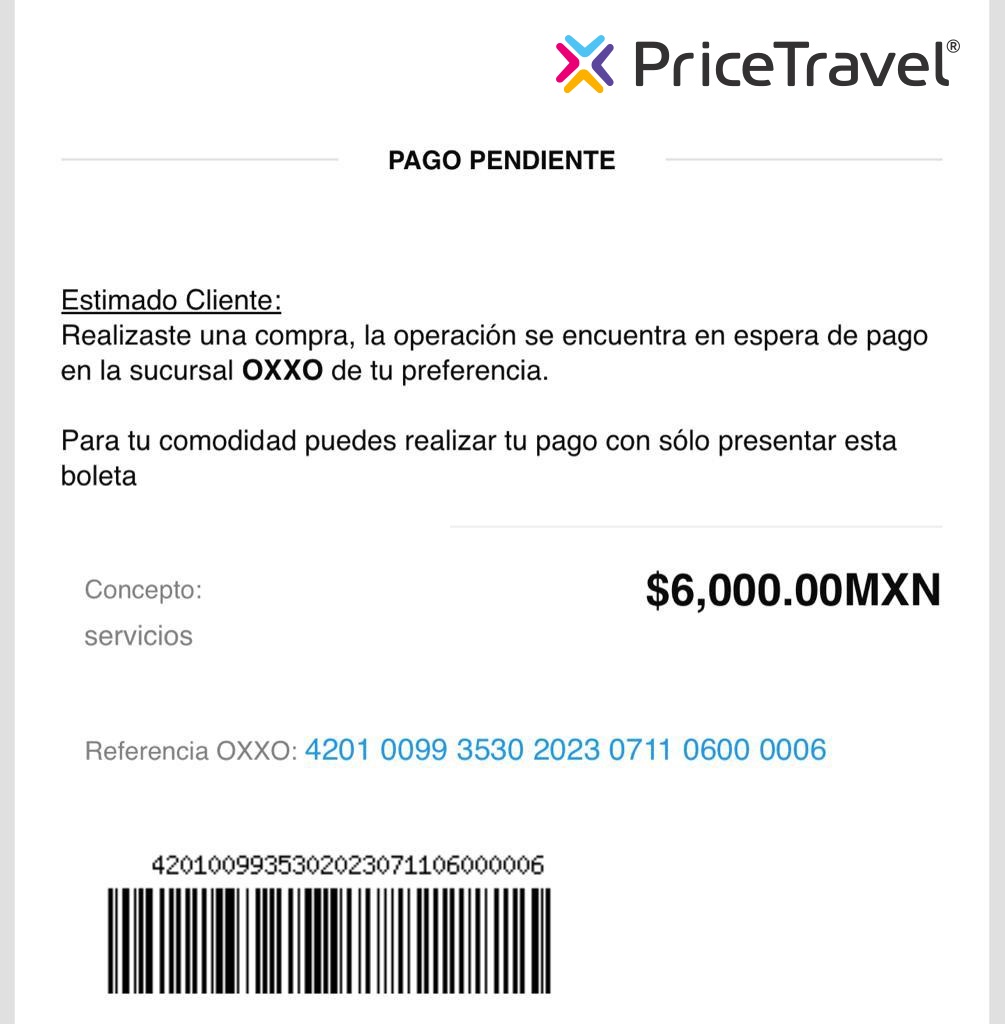 PriceTravel®
PAGO PENDIENTE
Estimado Cliente:
Realizaste una compra, la operación se encuentra en espera de pago
en la sucursal OXXO de tu preferencia.
Para tu comodidad puedes realizar tu pago con sólo presentar esta
boleta
Concepto:
$6,000.00MXN
servicios
Referencia OXXO: 4201 0099 3530 2023 0711 0600 0006
4201009935302023071106000006